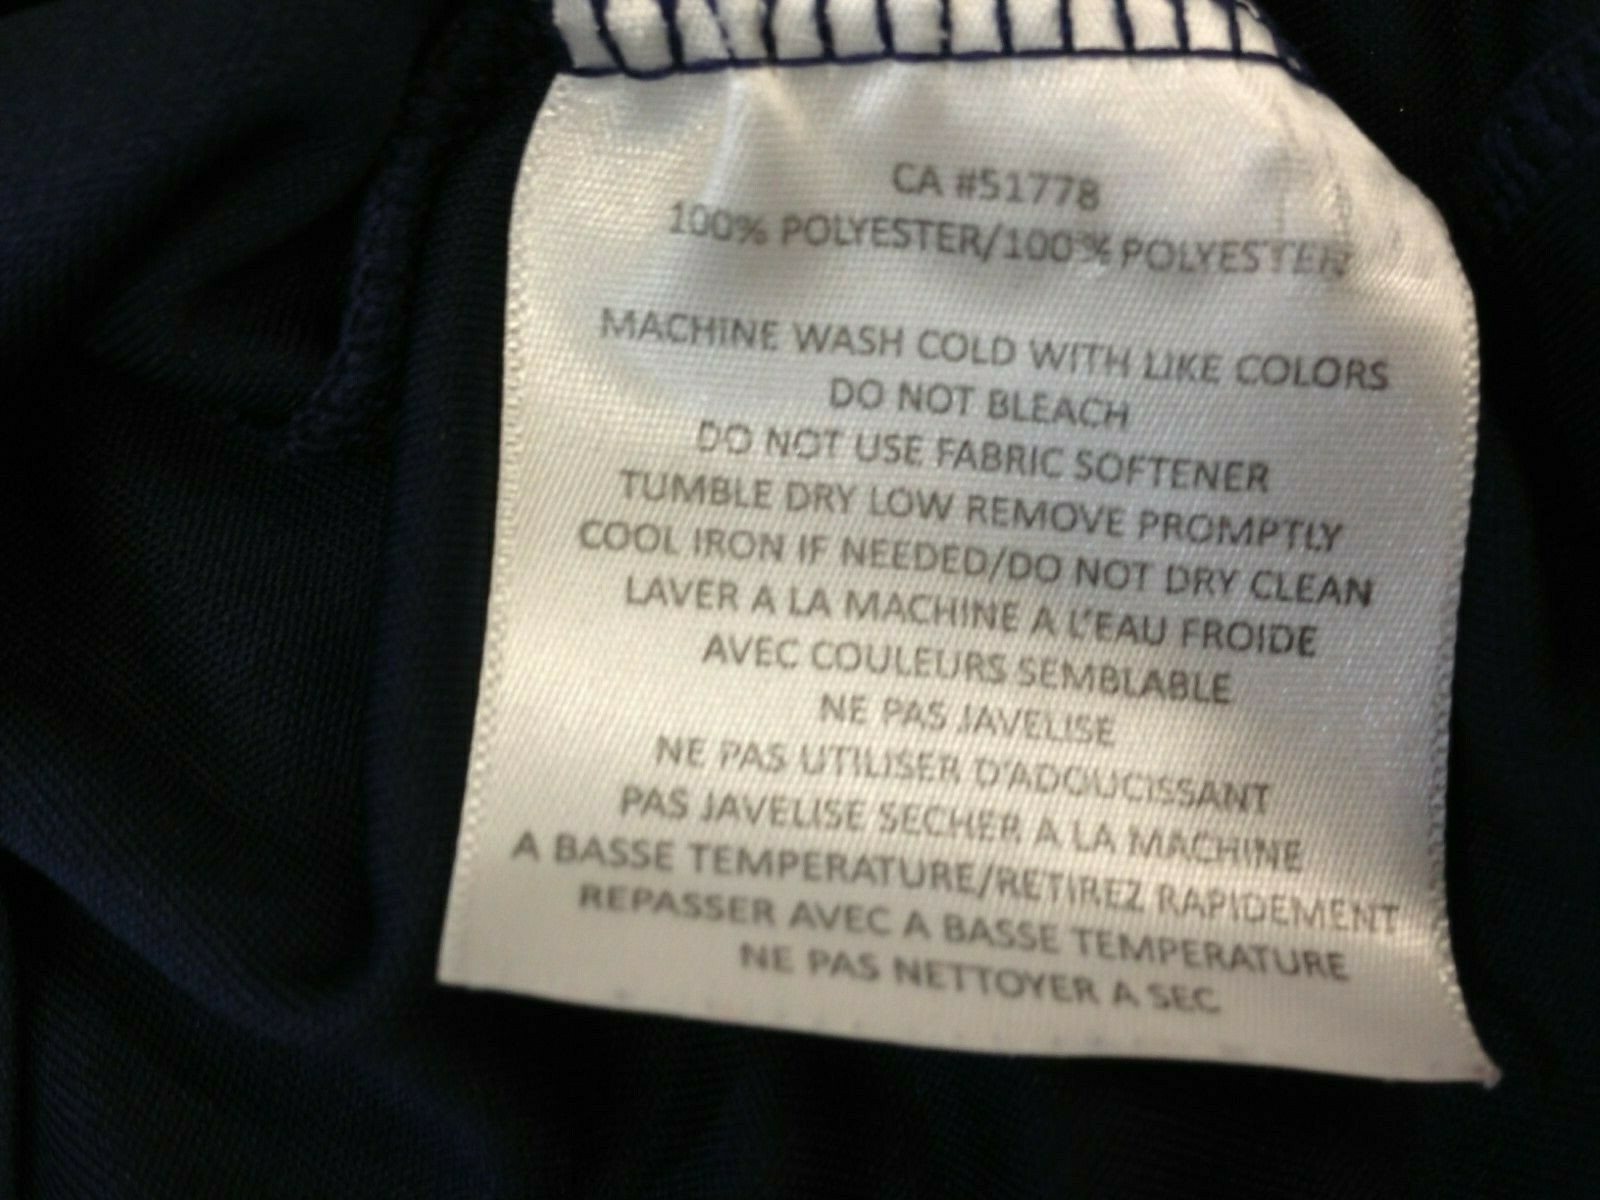 CA #51778
100% POLYESTER/100% POLYESTER
MACHINE WASH COLD WITH LIKE COLORS
DO NOT BLEACH
DO NOT USE FABRIC SOFTENER
TUMBLE DRY LOW REMOVE PROMPTLY
COOL IRON IF NEEDED/DO NOT DRY CLEAN
LAVER A LA MACHINE A L'EAU FROIDE
AVEC COULEURS SEMBLABLE
NE PAS JAVELISE
NE PAS UTILISER D'ADOUCISSANT
PAS JAVELISE SECHER A LA MACHINE
A BASSE TEMPERATURE/RETIREZ RAPIDEMENT
REPASSER AVEC A BASSE TEMPERATURE
NE PAS NETTOYER A SEC